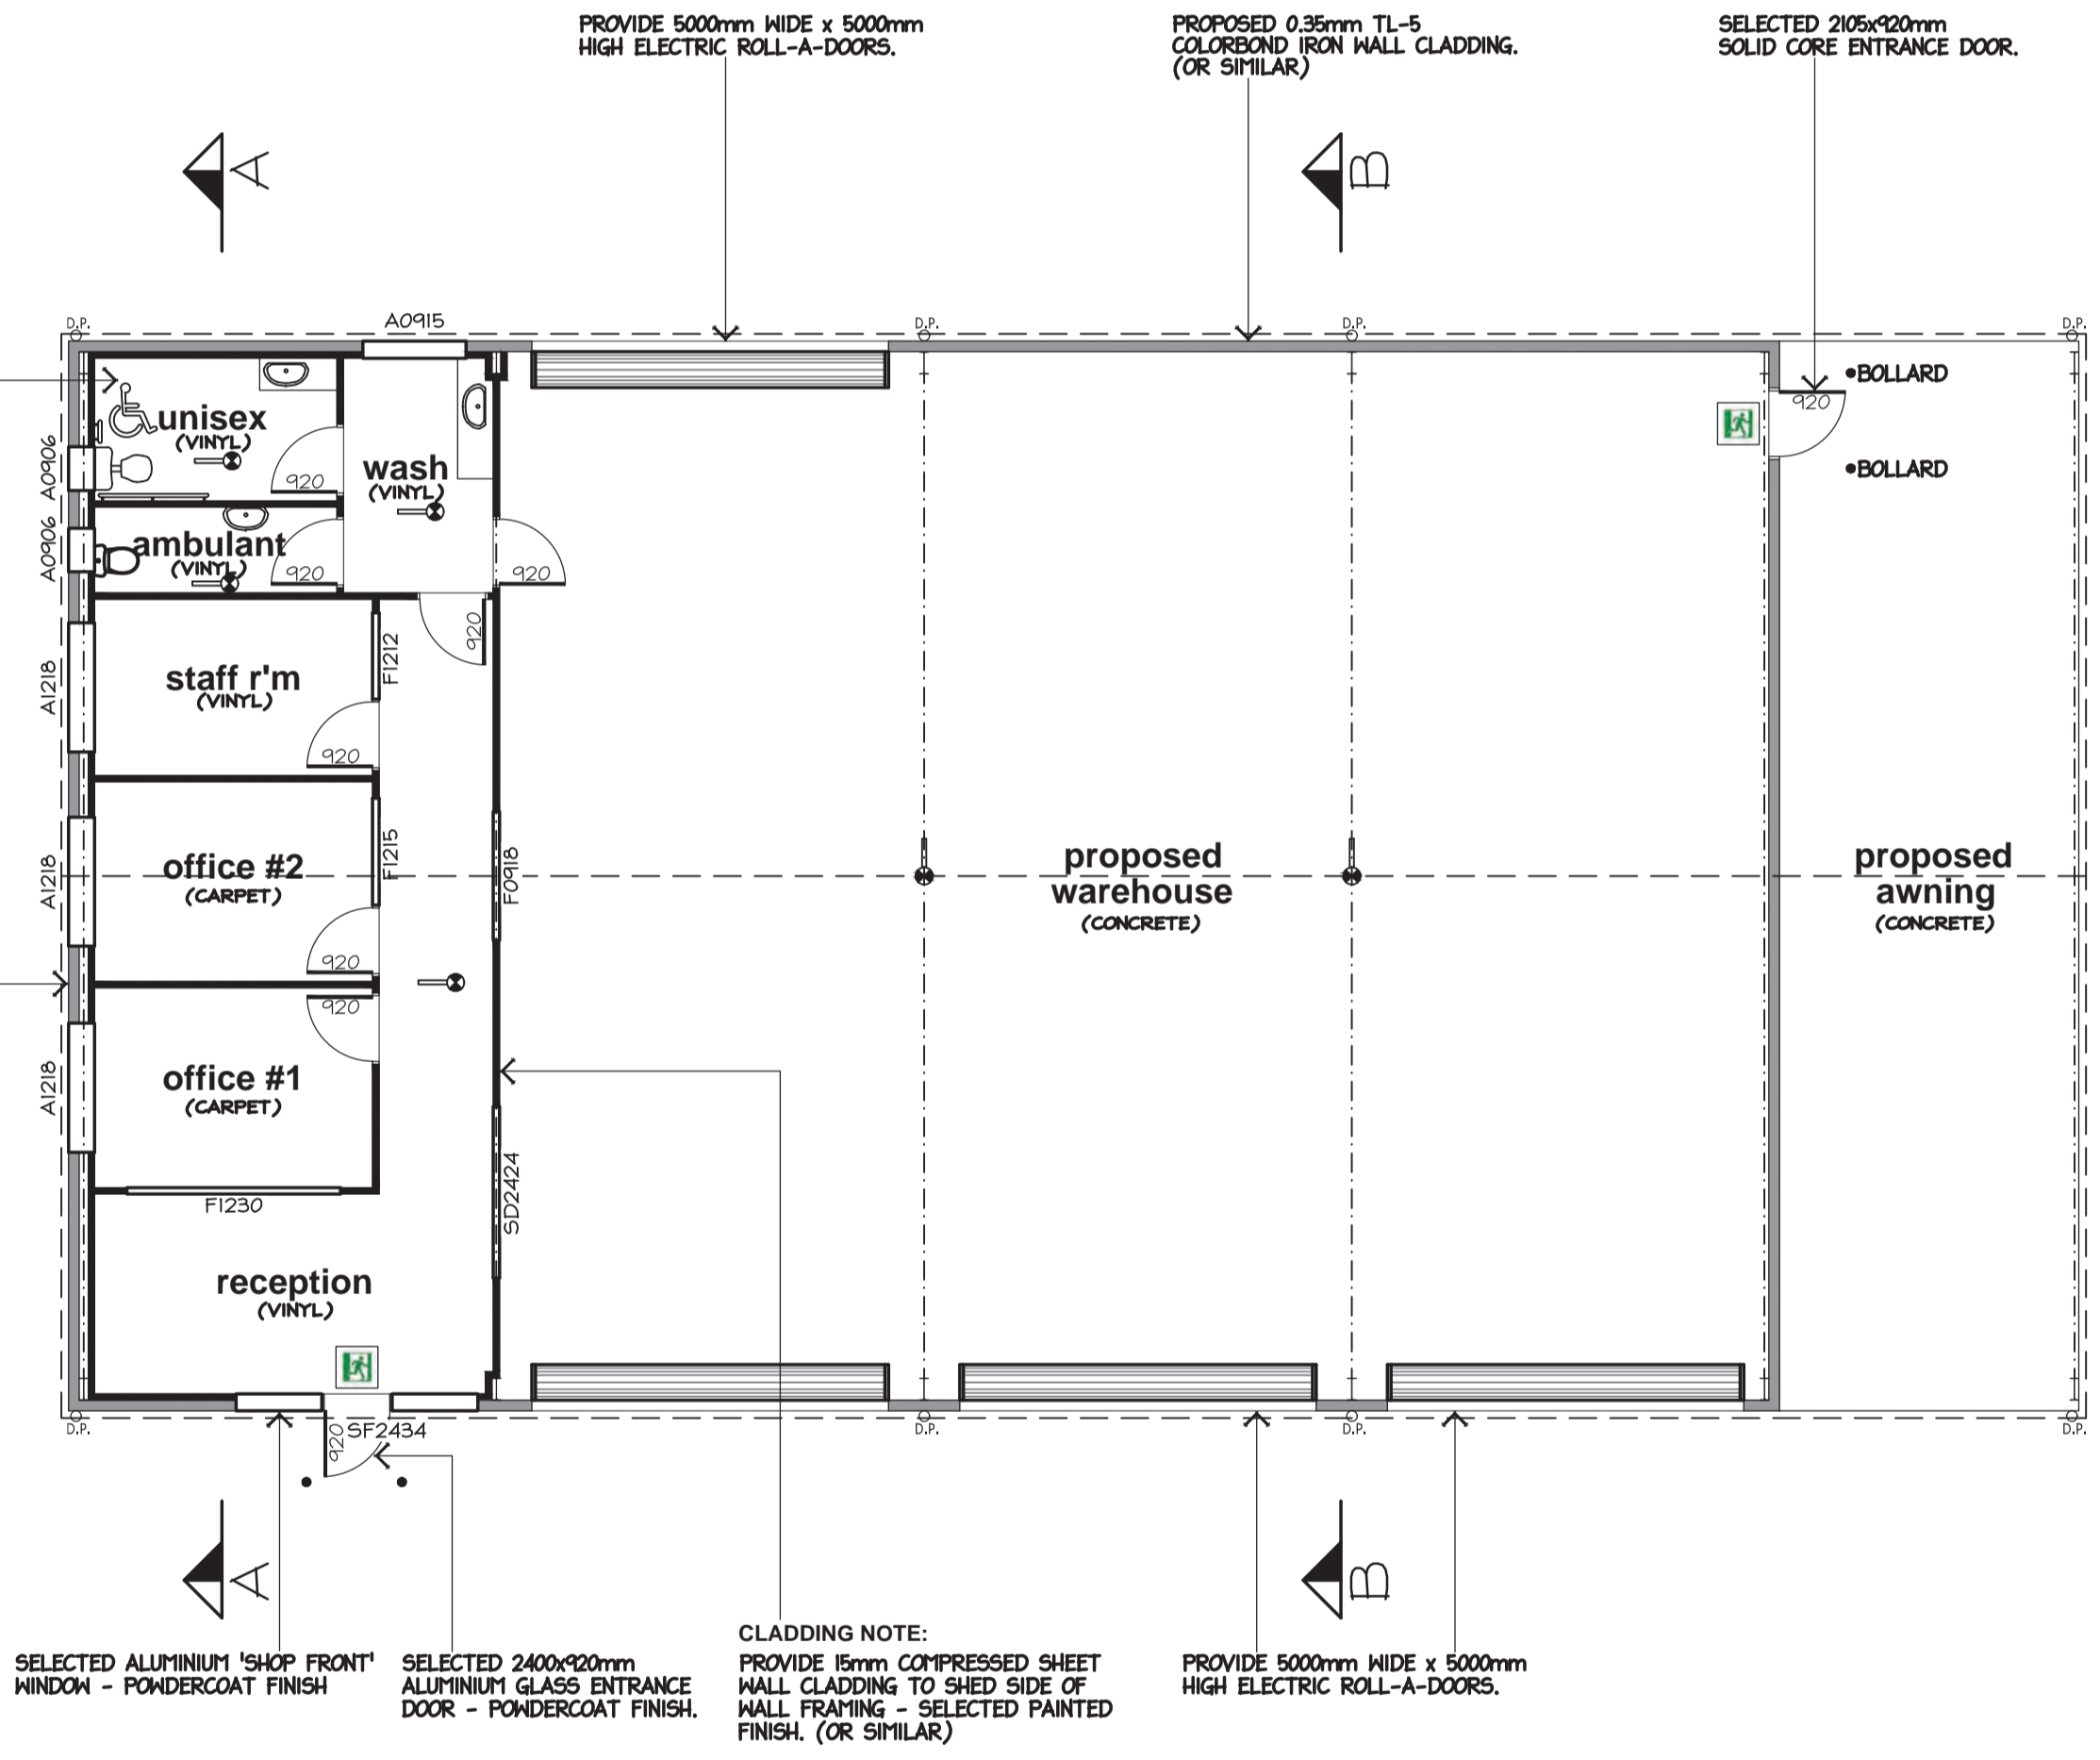 PROVIDE 5000mm WIDE x 5000mm
HIGH ELECTRIC ROLL-A-DOORS.
PROPOSED 0.35mm TL-5
COLORBOND IRON WALL CLADDING.
(OR SIMILAR)
SELECTED 2105x920mm
SOLID CORE ENTRANCE DOOR.
A
B
D.P.
A0915
D.P.
D.P.
D.P.
BOLLARD
920
BOLLARD
A0906
unisex
(VINYL)
920
wash
(VINYL)
A0906
ambulant
(VINYL)
920
920
920
A1218
staff r'm
(VINYL)
F1212
920
A1218
office #2
(CARPET)
F1215
920
F0918
proposed
warehouse
(CONCRETE)
proposed
awning
(CONCRETE)
A1218
920
office #1
(CARPET)
F1230
SD2424
reception
(VINYL)
D.P.
920
SF2434
D.P.
D.P.
D.P.
A
B
SELECTED ALUMINIUM 'SHOP FRONT'
WINDOW - POWDERCOAT FINISH
SELECTED 2400x920mm
ALUMINIUM GLASS ENTRANCE
DOOR - POWDERCOAT FINISH.
CLADDING NOTE:
PROVIDE 15mm COMPRESSED SHEET
WALL CLADDING TO SHED SIDE OF
WALL FRAMING - SELECTED PAINTED
FINISH. (OR SIMILAR)
PROVIDE 5000mm WIDE x 5000mm
HIGH ELECTRIC ROLL-A-DOORS.